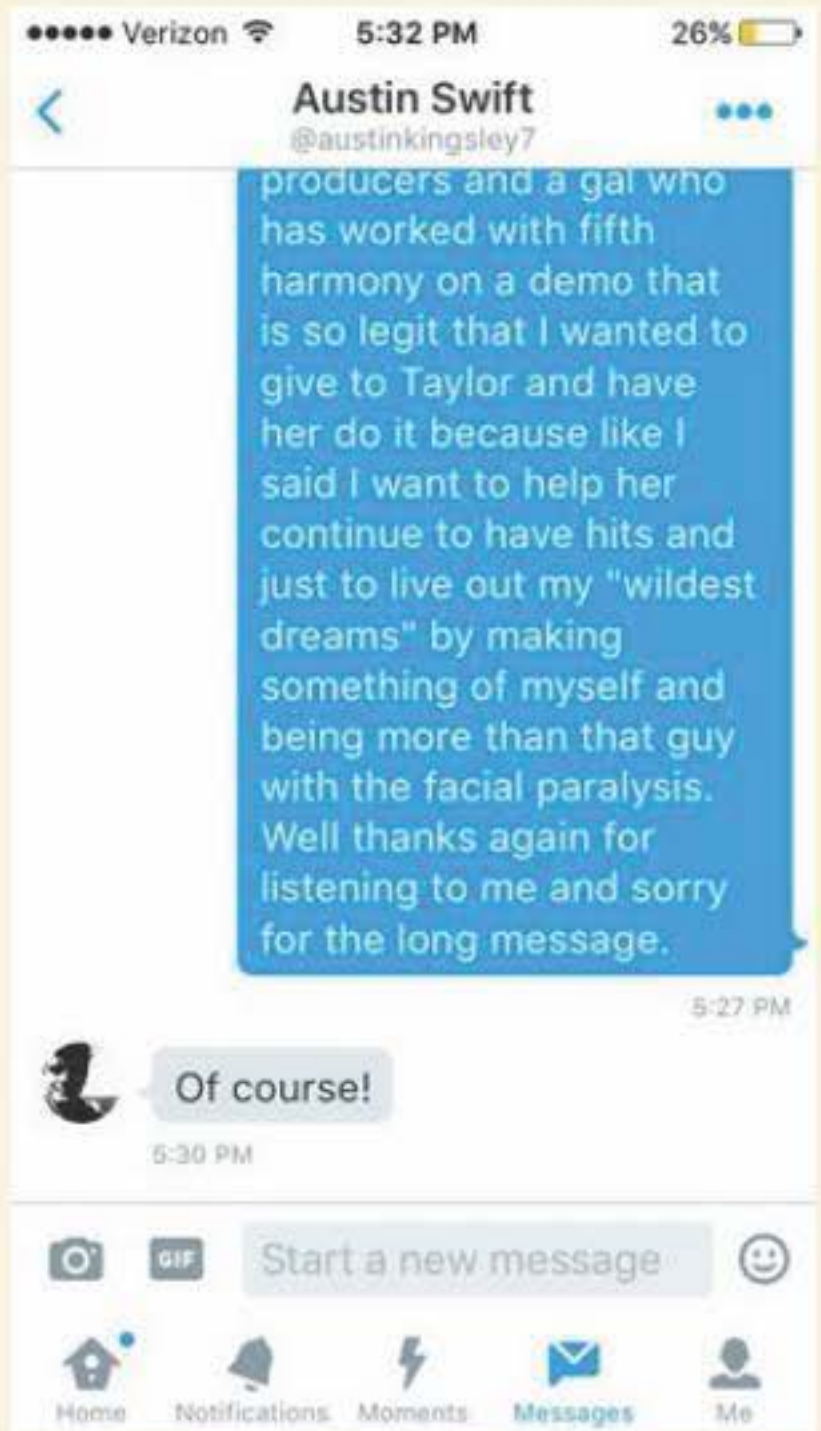 Verizon 5:32 PM 26%
Austin Swift
@austinkingsley7
producers and a gal who
has worked with fifth
harmony on a demo that
is so legit that I wanted to
give to Taylor and have
her do it because like I
said I want to help her
continue to have hits and
just to live out my "wildest
dreams" by making
something of myself and
being more than that guy
with the facial paralysis.
Well thanks again for
listening to me and sorry
for the long message.
5:27 PM
Of course!
5:30 PM
GIF Start a new message
Home Notifications Moments Messages Me